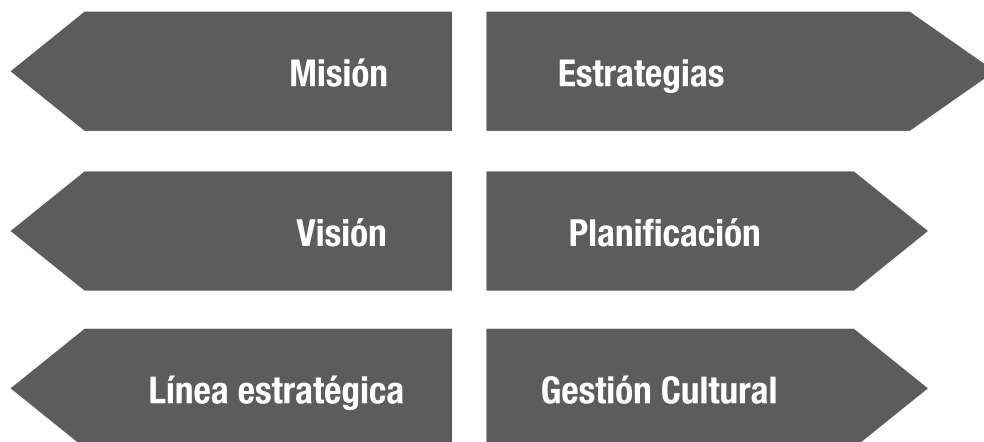 Misión
Estrategias
Visión
Planificación
Línea estratégica
Gestión Cultural